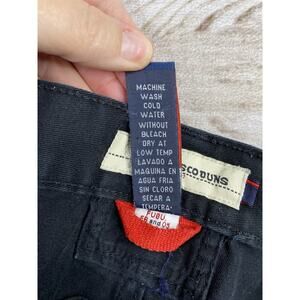 MACHINE
WASH
COLD
WATER
WITHOUT
BLEACH
DRY AT
LOW TEMP
LAVADO A
MAQUINA EN
AGUA FRIA
SIN CLORO
SECAR A
TEMPERA-
FUBU